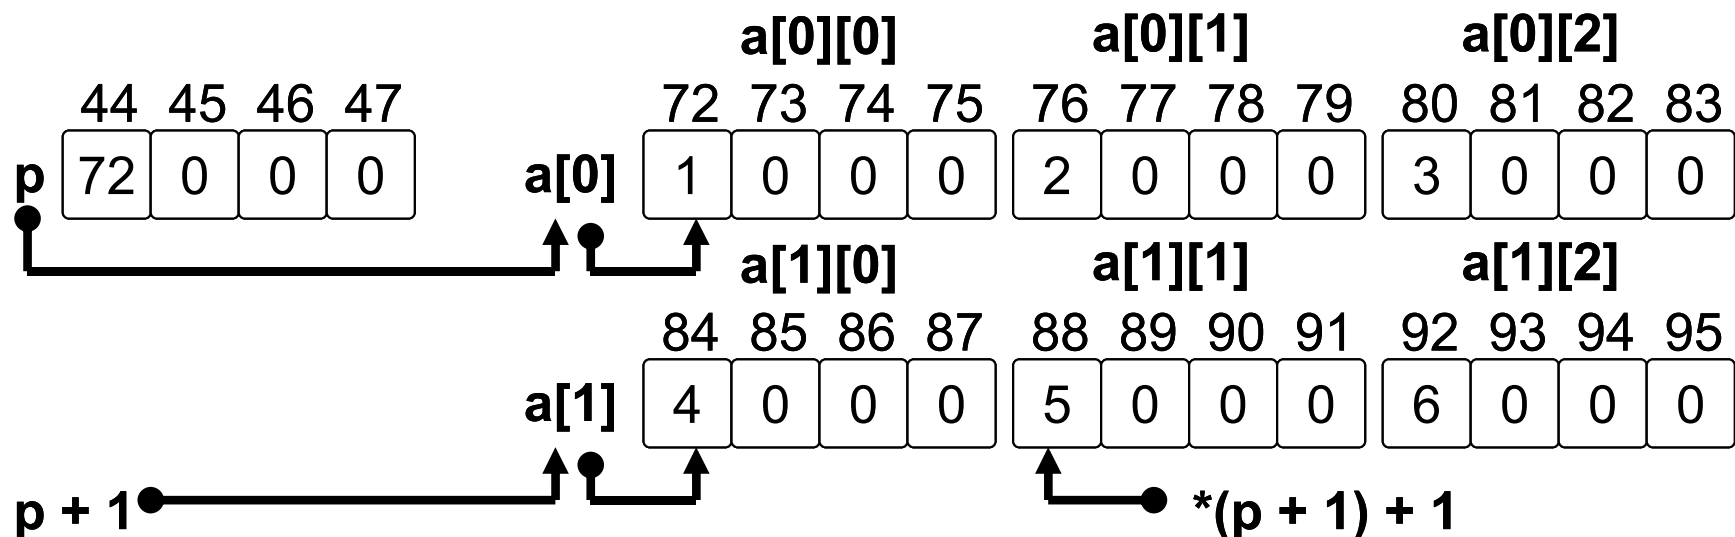 a[0][0] a[0][1] a[0][2]
44 45 46 47 72 73 74 75 76 77 78 79 80 81 82 83
p 72 0 0 0 a[0] 1 0 0 0 2 0 0 0 3 0 0 0
a[1][0] a[1][1] a[1][2]
84 85 86 87 88 89 90 91 92 93 94 95
a[1] 4 0 0 0 5 0 0 0 6 0 0 0
p + 1 *(p + 1) + 1